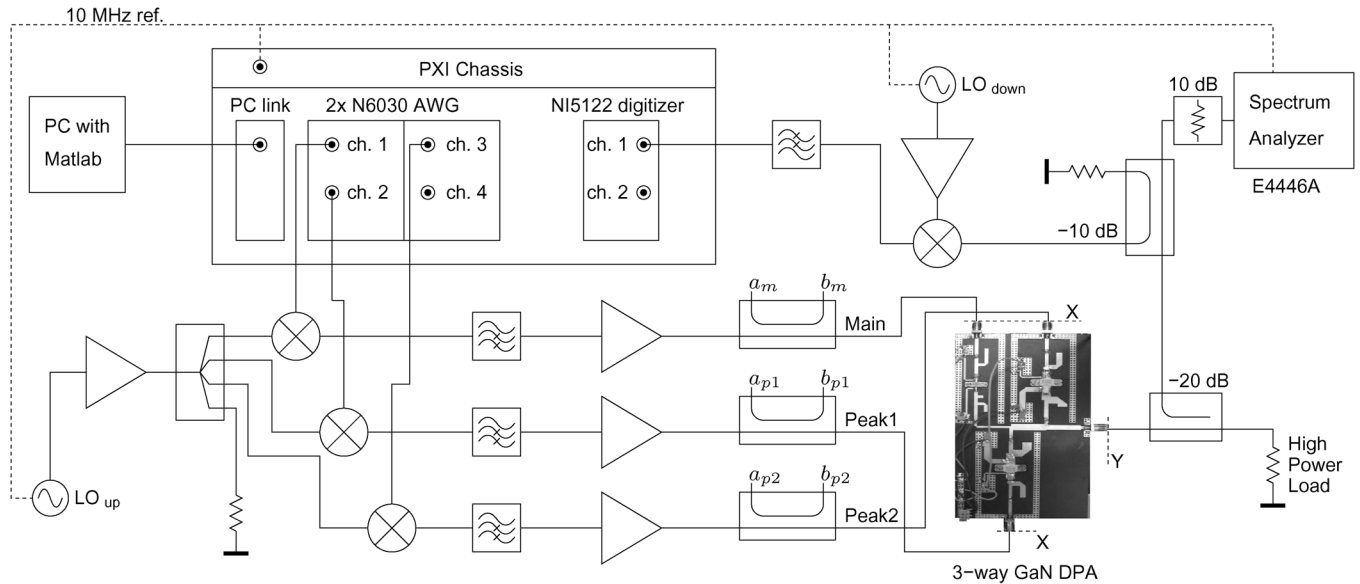 10 MHz ref.
PXI Chassis
LO down
10 dB
Spectrum
Analyzer
E4446A
PC with
Matlab
PC link
2x N6030 AWG
NI5122 digitizer
ch. 1
ch. 3
ch. 1
ch. 2
ch. 4
ch. 2
−10 dB
a_m
b_m
Main
X
a_p1
b_p1
Peak1
−20 dB
Y
High
Power
Load
LO up
a_p2
b_p2
Peak2
X
3−way GaN DPA